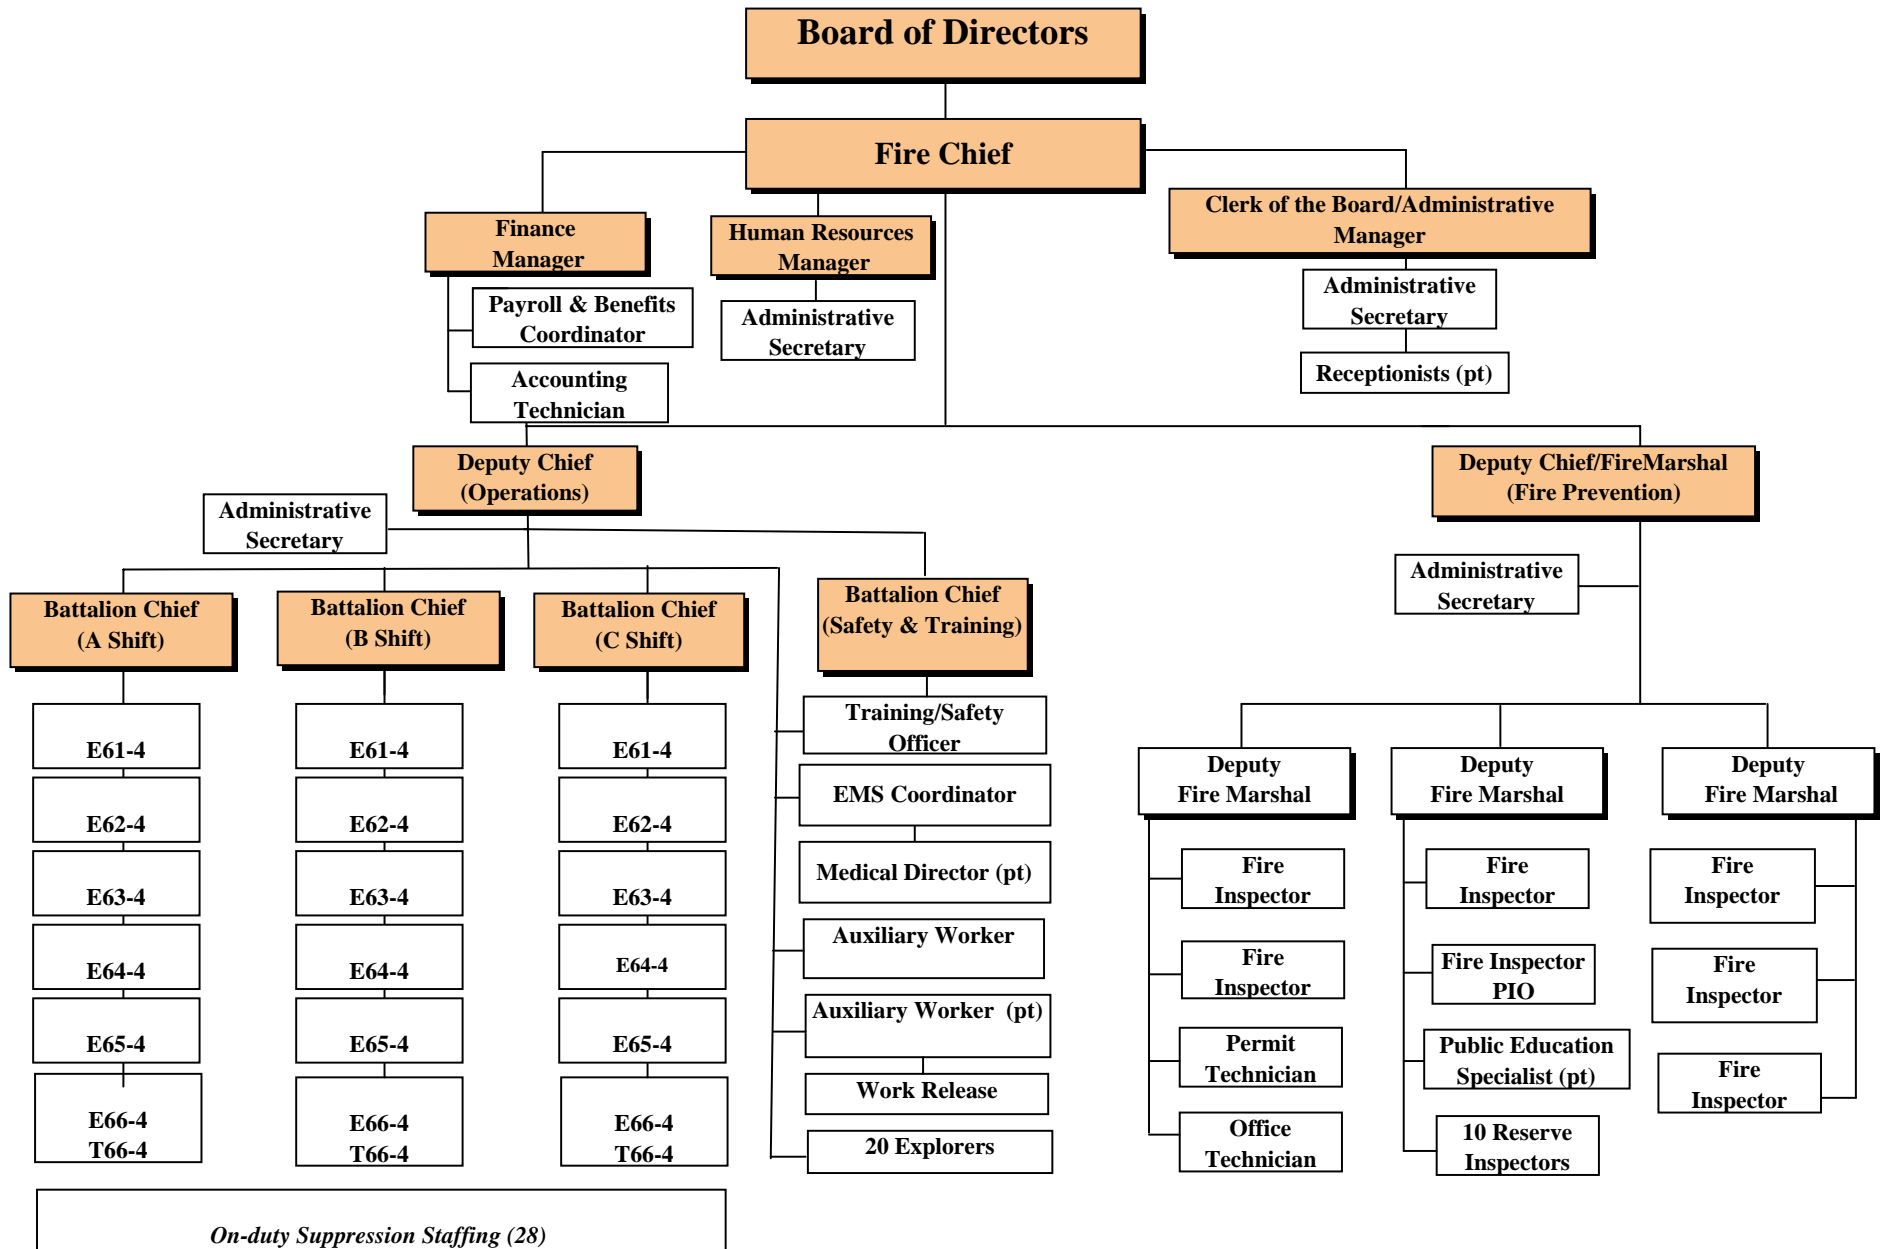 Board of Directors
Fire Chief
Finance
Manager
Human Resources
Manager
Clerk of the Board/Administrative
Manager
Payroll & Benefits
Coordinator
Accounting
Technician
Administrative
Secretary
Administrative
Secretary
Receptionists (pt)
Deputy Chief
(Operations)
Deputy Chief/FireMarshal
(Fire Prevention)
Administrative
Secretary
Administrative
Secretary
Battalion Chief
(A Shift)
Battalion Chief
(B Shift)
Battalion Chief
(C Shift)
Battalion Chief
(Safety & Training)
E61-4
E62-4
E63-4
E64-4
E65-4
E66-4
T66-4
E61-4
E62-4
E63-4
E64-4
E65-4
E66-4
T66-4
E61-4
E62-4
E63-4
E64-4
E65-4
E66-4
T66-4
Training/Safety
Officer
EMS Coordinator
Medical Director (pt)
Auxiliary Worker
Auxiliary Worker (pt)
Work Release
20 Explorers
Deputy
Fire Marshal
Fire
Inspector
Fire
Inspector
Permit
Technician
Office
Technician
Deputy
Fire Marshal
Fire
Inspector
Fire Inspector
PIO
Public Education
Specialist (pt)
10 Reserve
Inspectors
Deputy
Fire Marshal
Fire
Inspector
Fire
Inspector
Fire
Inspector
On-duty Suppression Staffing (28)